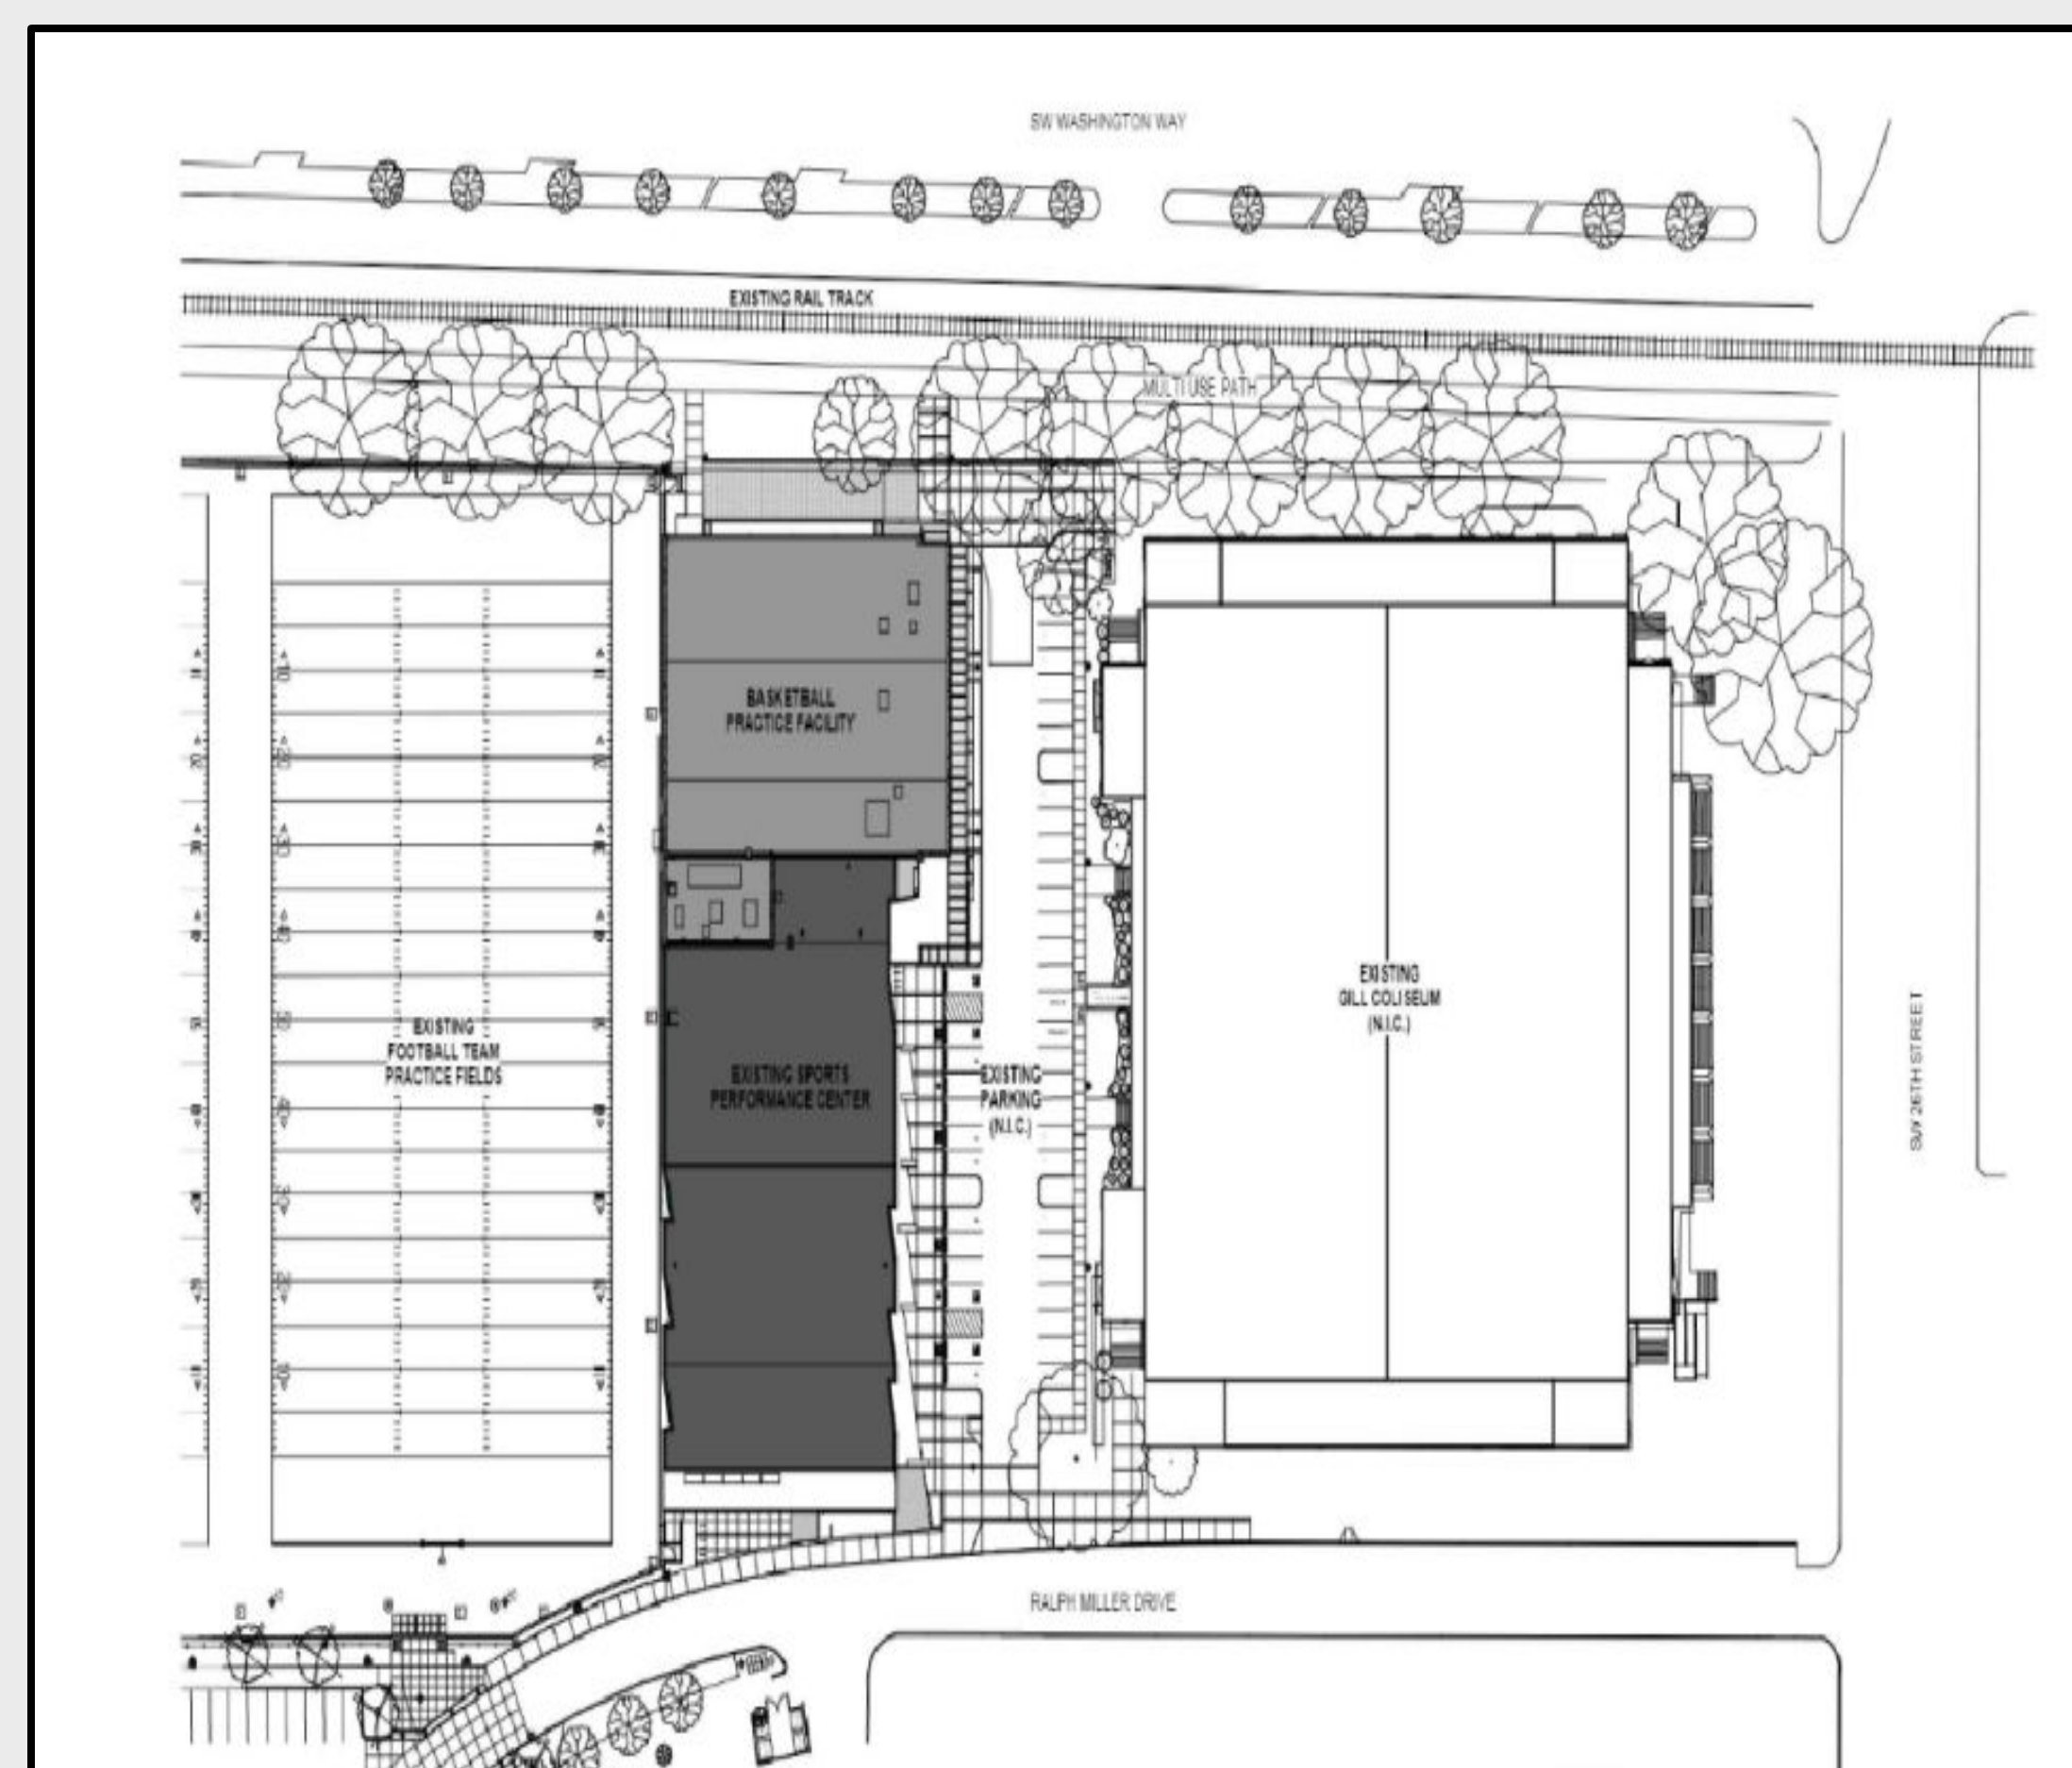 SW WASHINGTON WAY
EXISTING RAIL TRACK
MULTI USE PATH
BASKETBALL
PRACTICE FACILITY
EXISTING
GILL COLISEUM
(N.I.C.)
EXISTING
FOOTBALL TEAM
PRACTICE FIELDS
EXISTING SPORTS
PERFORMANCE CENTER
EXISTING
PARKING
(N.I.C.)
SW 26TH STREET
RALPH MILLER DRIVE